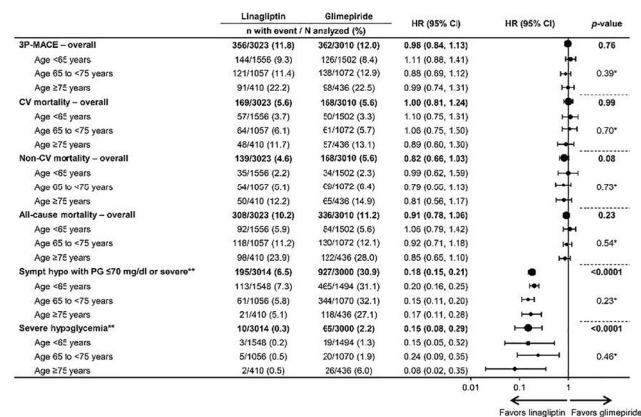 Linagliptin Glimepiride
n with event / N analyzed (%) HR (95% CI) HR (95% CI) p-value
3P-MACE – overall 356/3023 (11.8) 362/3010 (12.0) 0.98 (0.84, 1.13) 0.76
Age <65 years 144/1556 (9.3) 126/1502 (8.4) 1.11 (0.88, 1.41)
Age 65 to <75 years 121/1057 (11.4) 138/1072 (12.9) 0.88 (0.69, 1.12) 0.39*
Age ≥75 years 91/410 (22.2) 98/436 (22.5) 0.99 (0.74, 1.31)
CV mortality – overall 169/3023 (5.6) 168/3010 (5.6) 1.00 (0.81, 1.24) 0.99
Age <65 years 57/1556 (3.7) 50/1502 (3.3) 1.10 (0.75, 1.61)
Age 65 to <75 years 64/1057 (6.1) 61/1072 (5.7) 1.06 (0.75, 1.50) 0.70*
Age ≥75 years 48/410 (11.7) 57/436 (13.1) 0.89 (0.60, 1.30)
Non-CV mortality – overall 139/3023 (4.6) 168/3010 (5.6) 0.82 (0.66, 1.03) 0.08
Age <65 years 35/1556 (2.2) 34/1502 (2.3) 0.99 (0.62, 1.59)
Age 65 to <75 years 54/1057 (5.1) 69/1072 (6.4) 0.79 (0.55, 1.13) 0.73*
Age ≥75 years 50/410 (12.2) 65/436 (14.9) 0.81 (0.56, 1.17)
All-cause mortality – overall 308/3023 (10.2) 336/3010 (11.2) 0.91 (0.78, 1.06) 0.23
Age <65 years 92/1556 (5.9) 84/1502 (5.6) 1.06 (0.79, 1.42)
Age 65 to <75 years 118/1057 (11.2) 130/1072 (12.1) 0.92 (0.71, 1.18) 0.54*
Age ≥75 years 98/410 (23.9) 122/436 (28.0) 0.85 (0.65, 1.10)
Sympt hypo with PG ≤70 mg/dl or severe** 195/3014 (6.5) 927/3000 (30.9) 0.18 (0.15, 0.21) <0.0001
Age <65 years 113/1548 (7.3) 465/1494 (31.1) 0.20 (0.16, 0.25)
Age 65 to <75 years 61/1056 (5.8) 344/1070 (32.1) 0.15 (0.11, 0.20) 0.23*
Age ≥75 years 21/410 (5.1) 118/436 (27.1) 0.17 (0.11, 0.28)
Severe hypoglycemia** 10/3014 (0.3) 65/3000 (2.2) 0.15 (0.08, 0.29) <0.0001
Age <65 years 3/1548 (0.2) 19/1494 (1.3) 0.15 (0.05, 0.52)
Age 65 to <75 years 5/1056 (0.5) 20/1070 (1.9) 0.24 (0.09, 0.65) 0.46*
Age ≥75 years 2/410 (0.5) 26/436 (6.0) 0.08 (0.02, 0.35)
0.01 0.1 1
Favors linagliptin Favors glimepiride